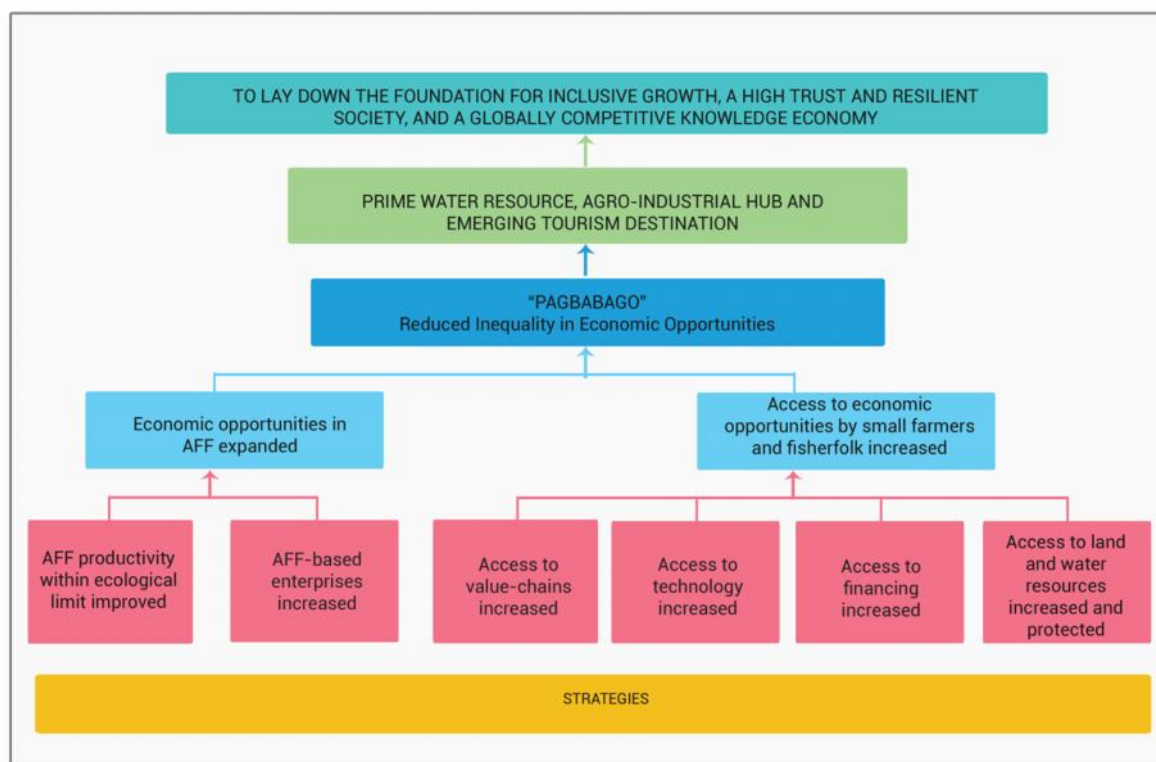 TO LAY DOWN THE FOUNDATION FOR INCLUSIVE GROWTH, A HIGH TRUST AND RESILIENT
SOCIETY, AND A GLOBALLY COMPETITIVE KNOWLEDGE ECONOMY
PRIME WATER RESOURCE, AGRO-INDUSTRIAL HUB AND
EMERGING TOURISM DESTINATION
“PAGBABAGO”
Reduced Inequality in Economic Opportunities
Economic opportunities in
AFF expanded
Access to economic
opportunities by small farmers
and fisherfolk increased
AFF productivity
within ecological
limit improved
AFF-based
enterprises
increased
Access to
value-chains
increased
Access to
technology
increased
Access to
financing
increased
Access to land
and water
resources
increased and
protected
STRATEGIES